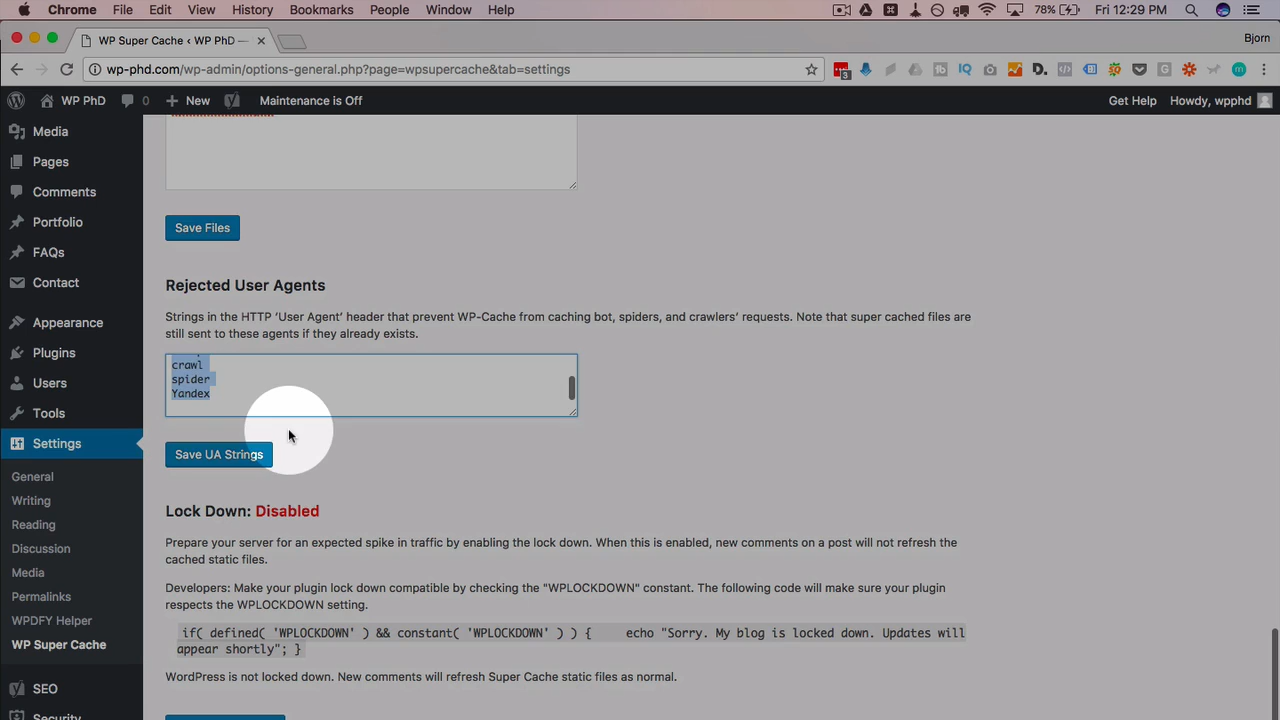 Chrome File Edit View History Bookmarks People Window Help 78% Fri 12:29 PM
WP Super Cache ‹ WP PhD — Bjorn
wp-phd.com/wp-admin/options-general.php?page=wpsupercache&tab=settings
WP PhD 0 New Maintenance is Off Get Help Howdy, wpphd
Media
Pages
Comments
Portfolio
FAQs
Contact
Appearance
Plugins
Users
Tools
Settings
General
Writing
Reading
Discussion
Media
Permalinks
WPDFY Helper
WP Super Cache
SEO
Security
Save Files
Rejected User Agents
Strings in the HTTP ‘User Agent’ header that prevent WP-Cache from caching bot, spiders, and crawlers’ requests. Note that super cached files are
still sent to these agents if they already exists.
crawl
spider
Yandex
Save UA Strings
Lock Down: Disabled
Prepare your server for an expected spike in traffic by enabling the lock down. When this is enabled, new comments on a post will not refresh the
cached static files.
Developers: Make your plugin lock down compatible by checking the "WPLOCKDOWN" constant. The following code will make sure your plugin
respects the WPLOCKDOWN setting.
if( defined( 'WPLOCKDOWN' ) && constant( 'WPLOCKDOWN' ) ) { echo "Sorry. My blog is locked down. Updates will
appear shortly"; }
WordPress is not locked down. New comments will refresh Super Cache static files as normal.